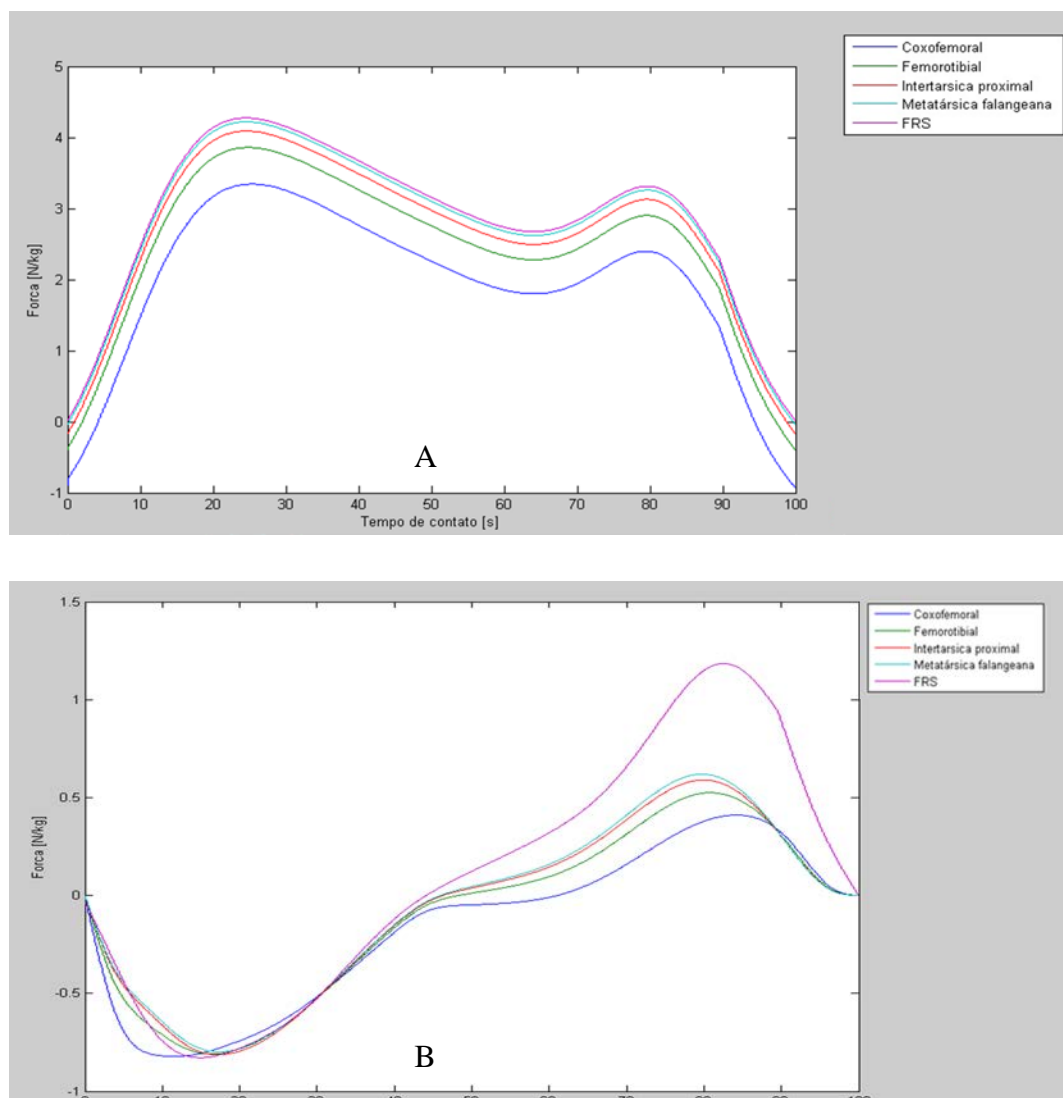 Coxofemoral
Femorotibial
Intertarsica proximal
Metatársica falangeana
FRS
5
4
3
2
1
0
-1
Forca [N/kg]
A
0 10 20 30 40 50 60 70 80 90 100
Tempo de contato [s]
Coxofemoral
Femorotibial
Intertarsica proximal
Metatársica falangeana
FRS
1.5
1
0.5
0
-0.5
-1
Forca [N/kg]
B